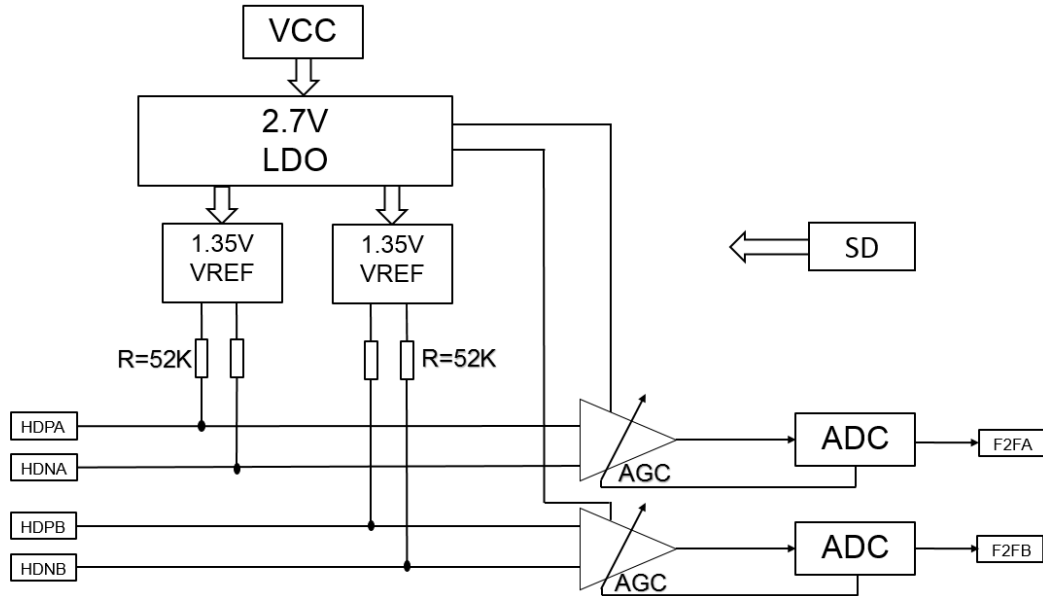 VCC
2.7V
LDO
1.35V
VREF
1.35V
VREF
SD
R=52K
R=52K
HDPA
ADC
F2FA
HDNA
AGC
HDPB
ADC
F2FB
HDNB
AGC